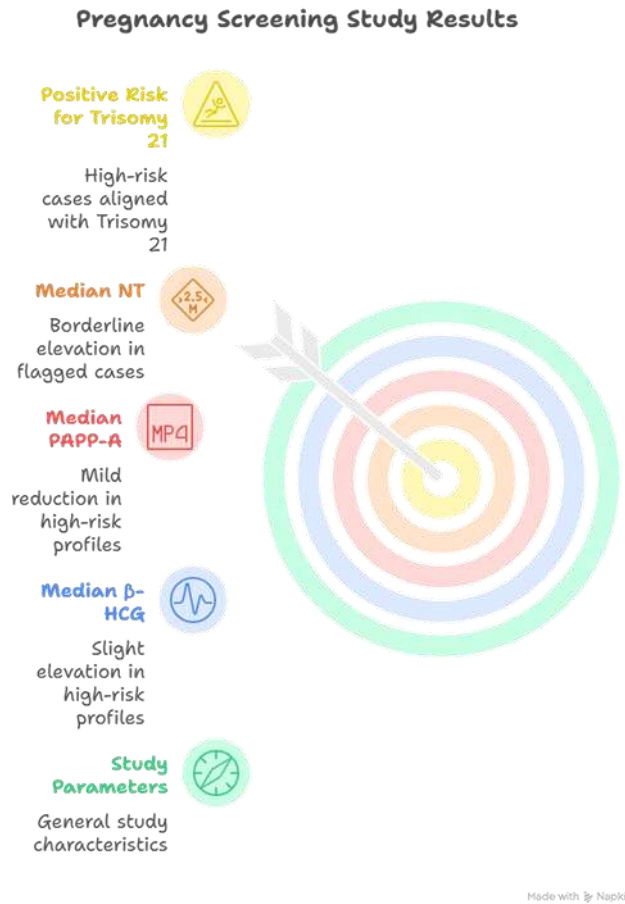 Pregnancy Screening Study Results
Positive Risk
for Trisomy
21
High-risk
cases aligned
with Trisomy
21
Median NT
2.5
M
Borderline
elevation in
flagged cases
Median
PAPP-A
Mild
reduction in
high-risk
profiles
Median β-
HCG
Slight
elevation in
high-risk
profiles
Study
Parameters
General study
characteristics
Made with Napki